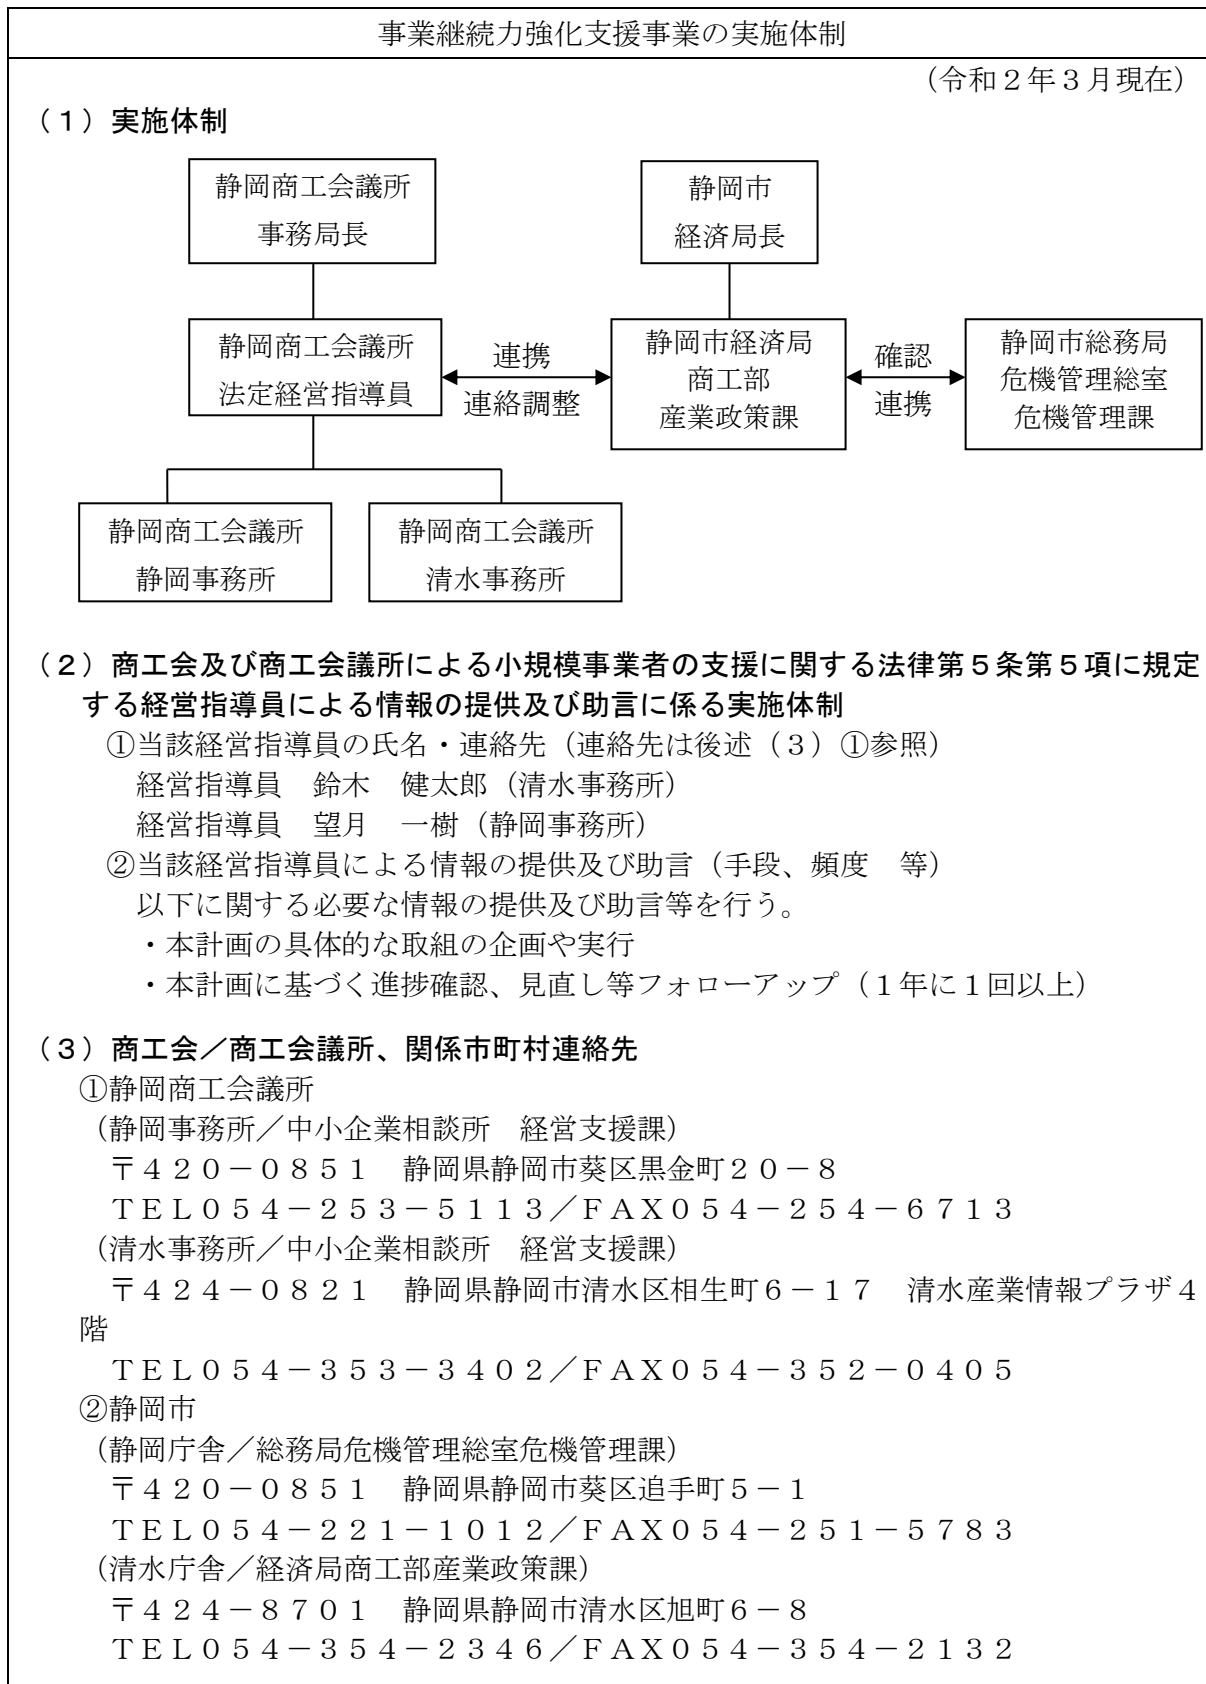 事業継続力強化支援事業の実施体制
（令和２年３月現在）
（１）実施体制
静岡商工会議所
事務局長
静岡市
経済局長
静岡商工会議所
法定経営指導員
連携
連絡調整
静岡市経済局
商工部
産業政策課
確認
連携
静岡市総務局
危機管理総室
危機管理課
静岡商工会議所
静岡事務所
静岡商工会議所
清水事務所
（２）商工会及び商工会議所による小規模事業者の支援に関する法律第５条第５項に規定
する経営指導員による情報の提供及び助言に係る実施体制
①当該経営指導員の氏名・連絡先（連絡先は後述（３）①参照）
経営指導員　鈴木　健太郎（清水事務所）
経営指導員　望月　一樹（静岡事務所）
②当該経営指導員による情報の提供及び助言（手段、頻度　等）
以下に関する必要な情報の提供及び助言等を行う。
・本計画の具体的な取組の企画や実行
・本計画に基づく進捗確認、見直し等フォローアップ（１年に１回以上）
（３）商工会／商工会議所、関係市町村連絡先
①静岡商工会議所
（静岡事務所／中小企業相談所　経営支援課）
〒４２０－０８５１　静岡県静岡市葵区黒金町２０－８
ＴＥＬ０５４－２５３－５１１３／ＦＡＸ０５４－２５４－６７１３
（清水事務所／中小企業相談所　経営支援課）
〒４２４－０８２１　静岡県静岡市清水区相生町６－１７　清水産業情報プラザ４
階
ＴＥＬ０５４－３５３－３４０２／ＦＡＸ０５４－３５２－０４０５
②静岡市
（静岡庁舎／総務局危機管理総室危機管理課）
〒４２０－０８５１　静岡県静岡市葵区追手町５－１
ＴＥＬ０５４－２２１－１０１２／ＦＡＸ０５４－２５１－５７８３
（清水庁舎／経済局商工部産業政策課）
〒４２４－８７０１　静岡県静岡市清水区旭町６－８
ＴＥＬ０５４－３５４－２３４６／ＦＡＸ０５４－３５４－２１３２